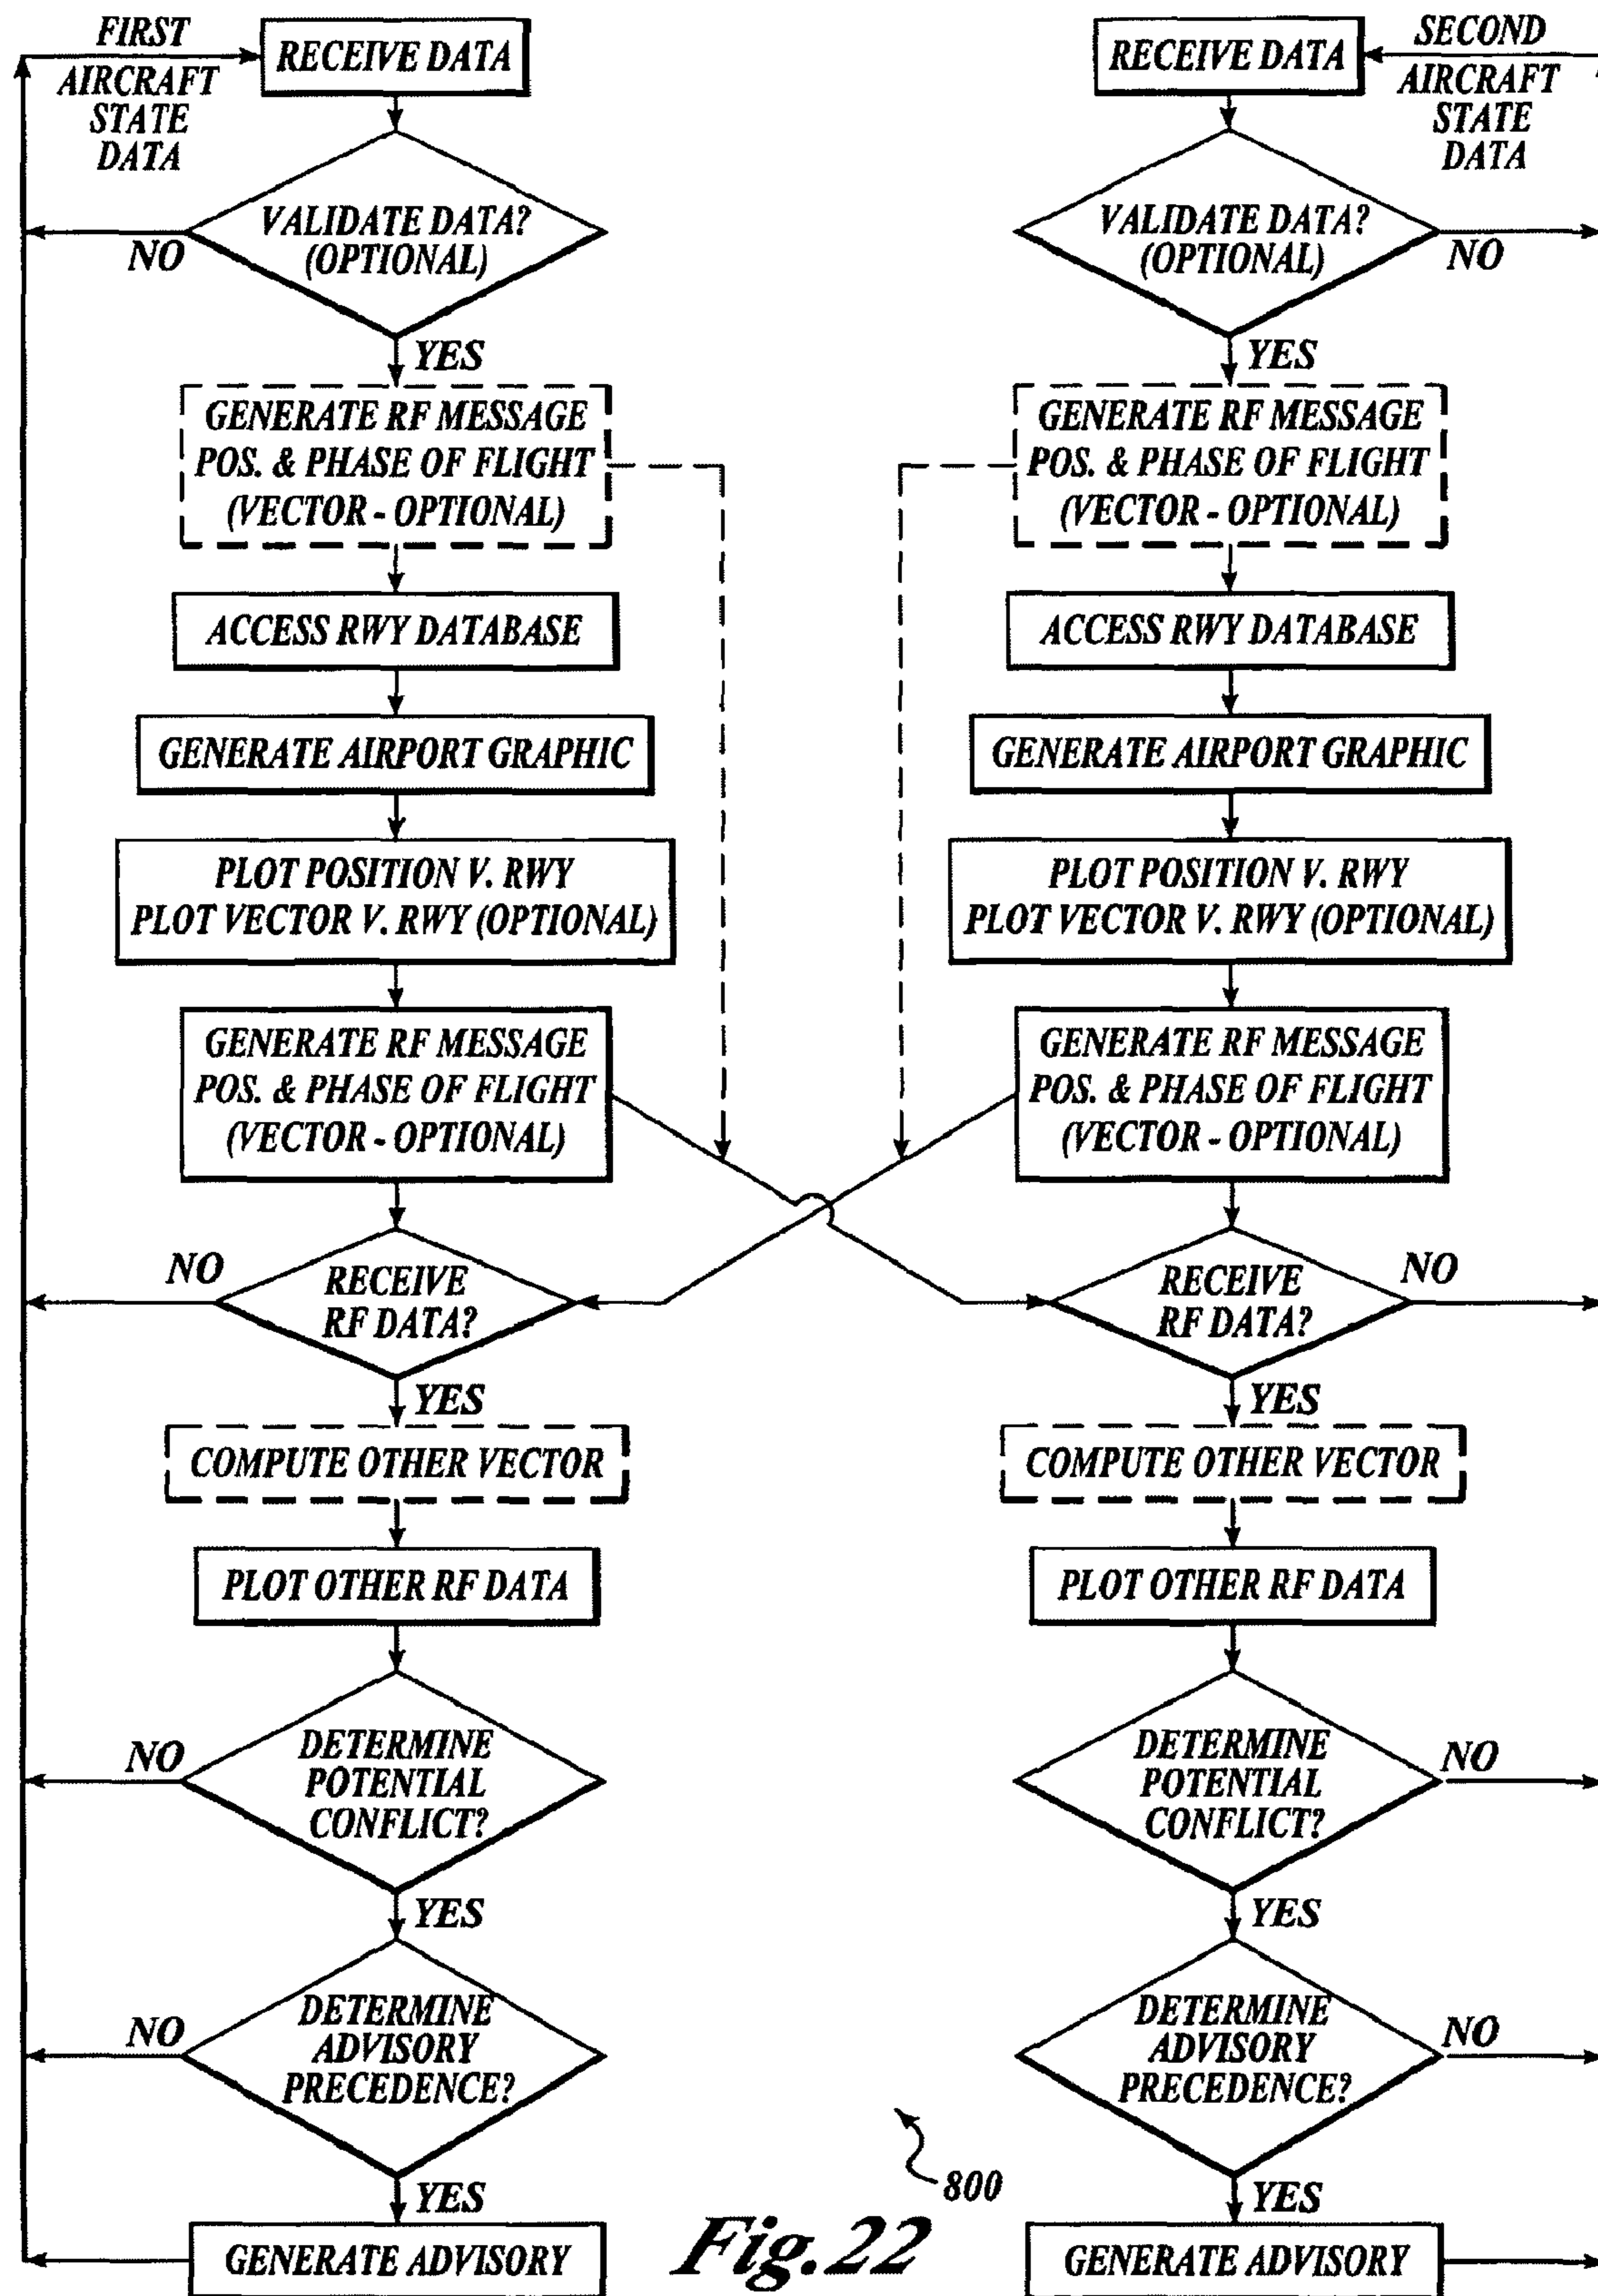 FIRST
AIRCRAFT
STATE
DATA
RECEIVE DATA
VALIDATE DATA?
(OPTIONAL)
NO
YES
GENERATE RF MESSAGE
POS. & PHASE OF FLIGHT
(VECTOR - OPTIONAL)
ACCESS RWY DATABASE
GENERATE AIRPORT GRAPHIC
PLOT POSITION V. RWY
PLOT VECTOR V. RWY (OPTIONAL)
GENERATE RF MESSAGE
POS. & PHASE OF FLIGHT
(VECTOR - OPTIONAL)
NO
RECEIVE
RF DATA?
YES
COMPUTE OTHER VECTOR
PLOT OTHER RF DATA
NO
DETERMINE
POTENTIAL
CONFLICT?
YES
NO
DETERMINE
ADVISORY
PRECEDENCE?
YES
GENERATE ADVISORY
RECEIVE DATA
SECOND
AIRCRAFT
STATE
DATA
VALIDATE DATA?
(OPTIONAL)
NO
YES
GENERATE RF MESSAGE
POS. & PHASE OF FLIGHT
(VECTOR - OPTIONAL)
ACCESS RWY DATABASE
GENERATE AIRPORT GRAPHIC
PLOT POSITION V. RWY
PLOT VECTOR V. RWY (OPTIONAL)
GENERATE RF MESSAGE
POS. & PHASE OF FLIGHT
(VECTOR - OPTIONAL)
RECEIVE
RF DATA?
NO
YES
COMPUTE OTHER VECTOR
PLOT OTHER RF DATA
DETERMINE
POTENTIAL
CONFLICT?
NO
YES
DETERMINE
ADVISORY
PRECEDENCE?
NO
YES
GENERATE ADVISORY
800
Fig.22